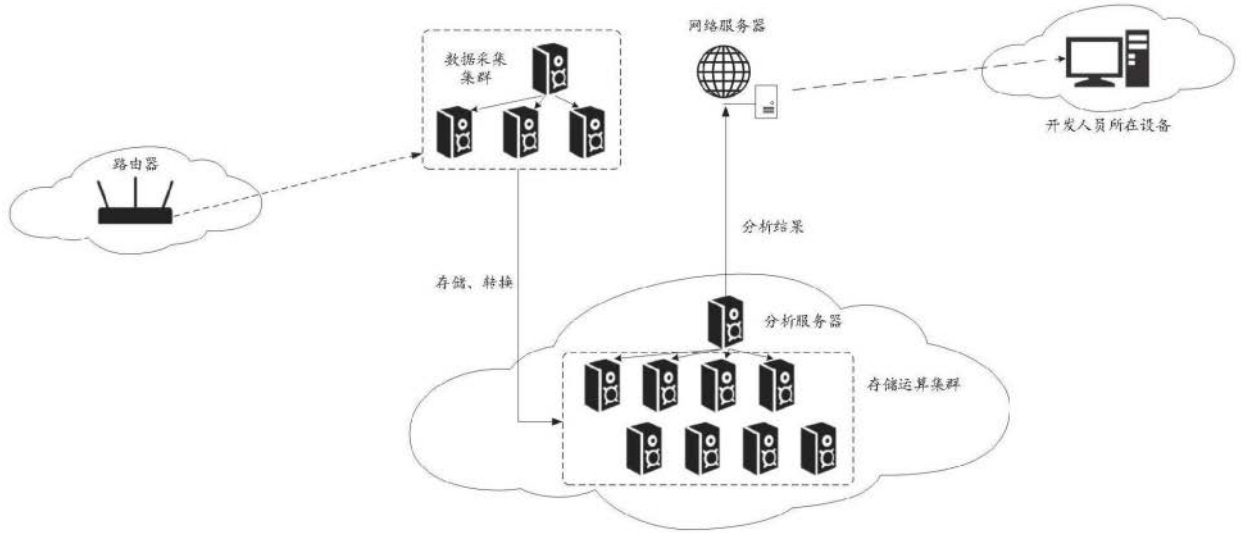 网络服务器
数据采集
集群
开发人员所在设备
路由器
分析结果
存储、转换
分析服务器
存储运算集群